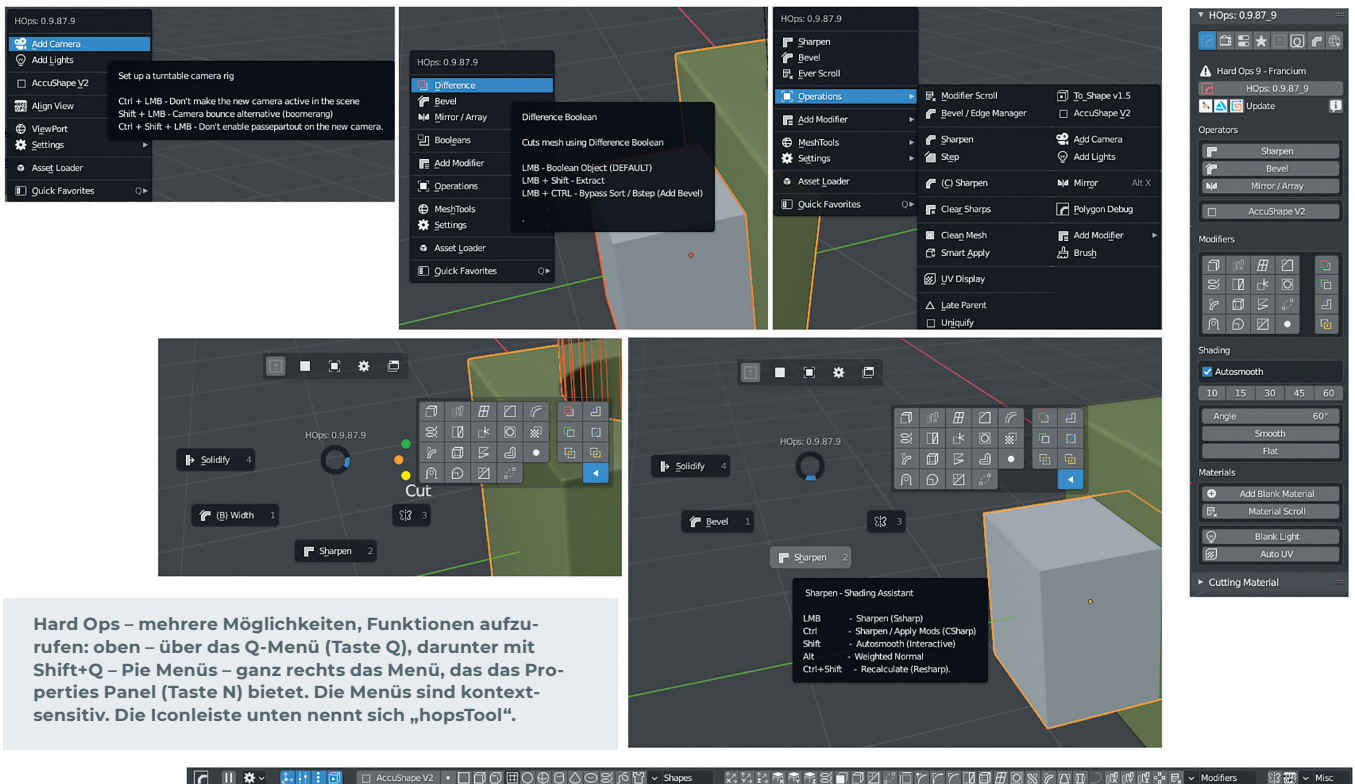 HOps: 0.9.87.9
Add Camera
Add Lights
AccuShape V2
Align View
ViewPort
Settings
Asset Loader
Quick Favorites Q
Set up a turntable camera rig
Ctrl + LMB - Don't make the new camera active in the scene
Shift + LMB - Camera bounce alternative (boomerang)
Ctrl + Shift + LMB - Don't enable passepartout on the new camera.
HOps: 0.9.87.9
Difference
Bevel
Mirror / Array
Booleans
Add Modifier
Operations
MeshTools
Settings
Asset Loader
Quick Favorites Q
Difference Boolean
Cuts mesh using Difference Boolean
LMB - Boolean Object (DEFAULT)
LMB + Shift - Extract
LMB + CTRL - Bypass Sort / Bstep (Add Bevel)
.
HOps: 0.9.87.9
Sharpen
Bevel
Ever Scroll
Operations
Add Modifier
MeshTools
Settings
Asset Loader
Quick Favorites Q
Modifier Scroll
Bevel / Edge Manager
Sharpen
Step
(C) Sharpen
Clear Sharps
Clean Mesh
Smart Apply
UV Display
Late Parent
Uniquify
To_Shape v1.5
AccuShape V2
Add Camera
Add Lights
Mirror Alt X
Polygon Debug
Add Modifier
Brush
HOps: 0.9.87_9
Hard Ops 9 - Francium
HOps: 0.9.87_9
Update
Operators
Sharpen
Bevel
Mirror / Array
AccuShape V2
Modifiers
Shading
Autosmooth
10 15 30 45 60
Angle 60°
Smooth
Flat
Materials
Add Blank Material
Material Scroll
Blank Light
Auto UV
Cutting Material
HOps: 0.9.87.9
Solidify 4
Cut
(B) Width 1
3
Sharpen 2
HOps: 0.9.87.9
Solidify 4
Bevel 1
3
Sharpen 2
Sharpen - Shading Assistant
LMB - Sharpen (Ssharp)
Ctrl - Sharpen / Apply Mods (CSharp)
Shift - Autosmooth (Interactive)
Alt - Weighted Normal
Ctrl+Shift - Recalculate (Resharp).
Hard Ops – mehrere Möglichkeiten, Funktionen aufzu-
rufen: oben – über das Q-Menü (Taste Q), darunter mit
Shift+Q – Pie Menüs – ganz rechts das Menü, das das Pro-
perties Panel (Taste N) bietet. Die Menüs sind kontext-
sensitiv. Die Iconleiste unten nennt sich „hopsTool“.
AccuShape V2 Shapes Modifiers Misc